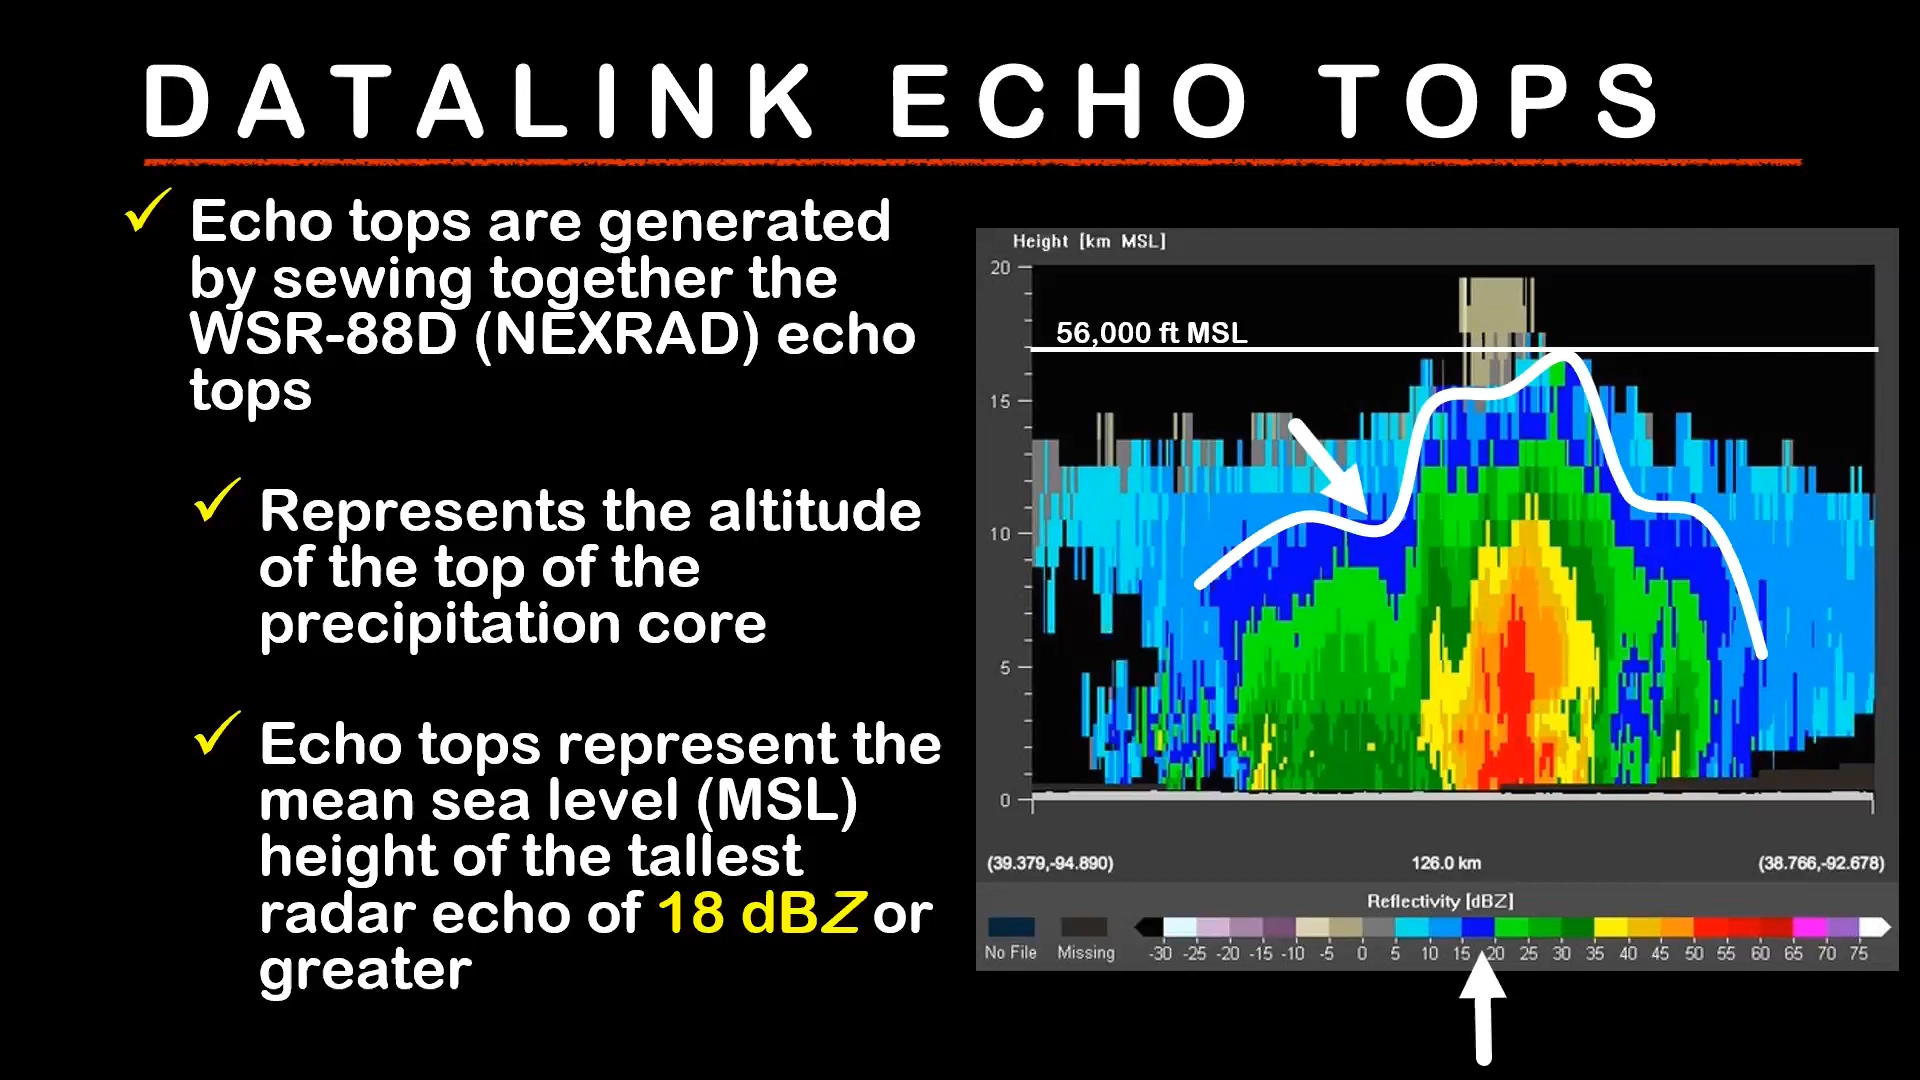 DATALINK ECHO TOPS
Echo tops are generated
by sewing together the
WSR-88D (NEXRAD) echo
tops
Represents the altitude
of the top of the
precipitation core
Echo tops represent the
mean sea level (MSL)
height of the tallest
radar echo of 18 dBZ or
greater
Height [km MSL]
20
56,000 ft MSL
15
10
5
0
(39.379,-94.890) 126.0 km (38.766,-92.678)
Reflectivity [dBZ]
No File Missing -30 -25 -20 -15 -10 -5 0 5 10 15 20 25 30 35 40 45 50 55 60 65 70 75